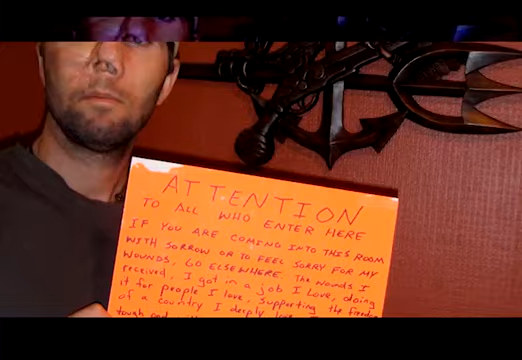 ATTENTION
TO ALL WHO ENTER HERE
IF YOU ARE COMING INTO THIS ROOM
WITH SORROW OR TO FEEL SORRY FOR MY
WOUNDS, GO ELSEWHERE. THE WOUNDS I
received, I got in a job I love, doing
it for people I love, supporting the freedom
of a country I deeply
tough and